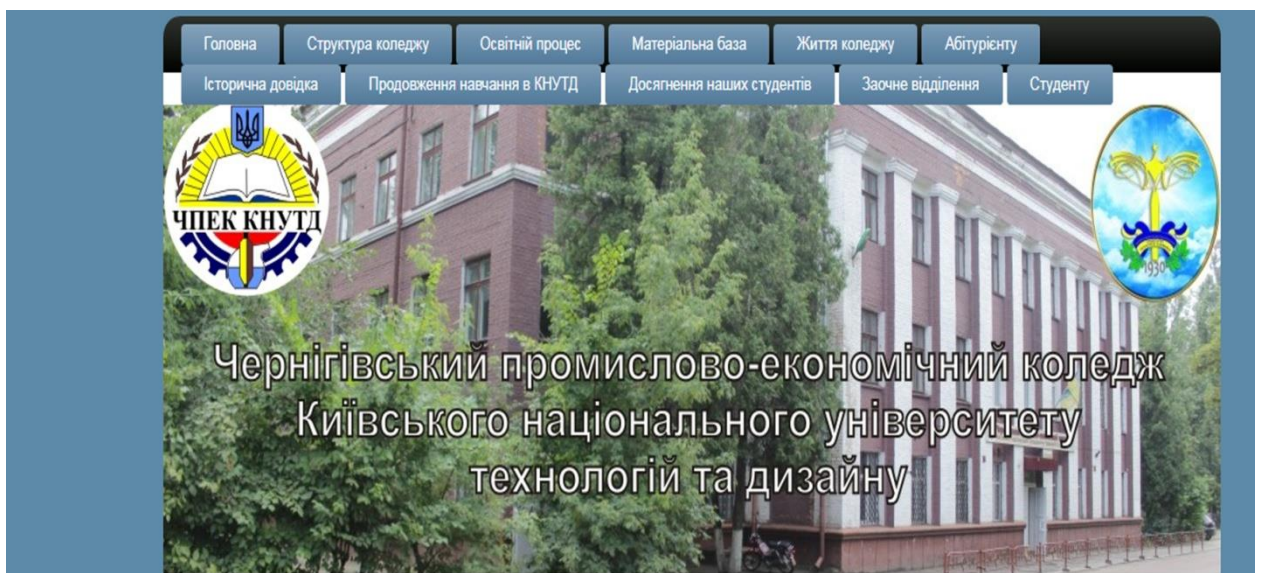 Головна Структура коледжу Освітній процес Матеріальна база Життя коледжу Абітурієнту
Історична довідка Продовження навчання в КНУТД Досягнення наших студентів Заочне відділення Студенту
ЧПЕК КНУТД
1930
Чернігівський промислово-економічний коледж
Київського національного університету
технологій та дизайну